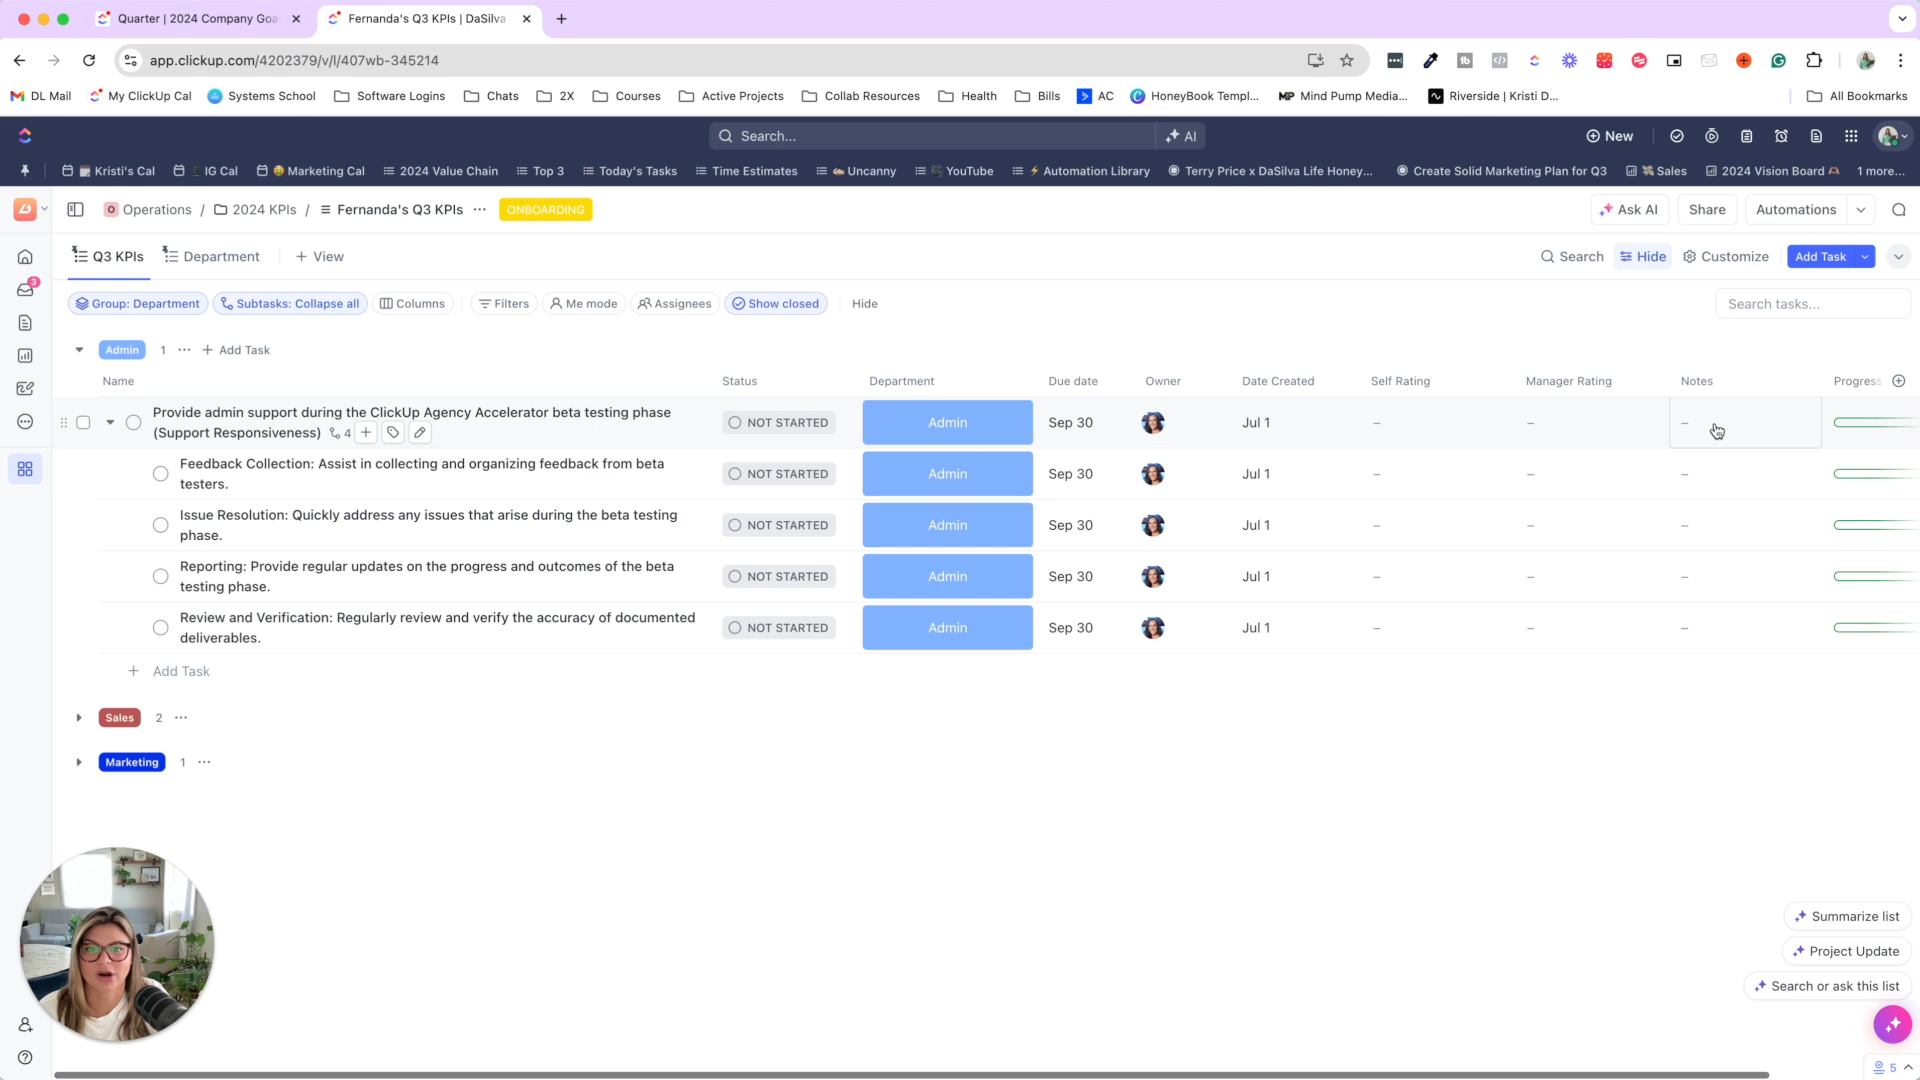 Quarter | 2024 Company Goa
Fernanda's Q3 KPIs | DaSilva
app.clickup.com/4202379/v/l/407wb-345214
DL Mail
My ClickUp Cal
Systems School
Software Logins
Chats
2X
Courses
Active Projects
Collab Resources
Health
Bills
AC
HoneyBook Templ...
MP Mind Pump Media...
Riverside | Kristi D...
All Bookmarks
Search...
AI
New
Kristi's Cal
IG Cal
Marketing Cal
2024 Value Chain
Top 3
Today's Tasks
Time Estimates
Uncanny
YouTube
Automation Library
Terry Price x DaSilva Life Honey...
Create Solid Marketing Plan for Q3
Sales
2024 Vision Board
1 more...
O Operations / 2024 KPIs / Fernanda's Q3 KPIs ... ONBOARDING
Ask AI
Share
Automations
Q3 KPIs
Department
+ View
Search
Hide
Customize
Add Task
3
Group: Department
Subtasks: Collapse all
Columns
Filters
Me mode
Assignees
Show closed
Hide
Search tasks...
Admin 1 ... + Add Task
Name Status Department Due date Owner Date Created Self Rating Manager Rating Notes Progress
Provide admin support during the ClickUp Agency Accelerator beta testing phase
(Support Responsiveness) 4 NOT STARTED Admin Sep 30 Jul 1 – – –
Feedback Collection: Assist in collecting and organizing feedback from beta
testers. NOT STARTED Admin Sep 30 Jul 1 – – –
Issue Resolution: Quickly address any issues that arise during the beta testing
phase. NOT STARTED Admin Sep 30 Jul 1 – – –
Reporting: Provide regular updates on the progress and outcomes of the beta
testing phase. NOT STARTED Admin Sep 30 Jul 1 – – –
Review and Verification: Regularly review and verify the accuracy of documented
deliverables. NOT STARTED Admin Sep 30 Jul 1 – – –
+ Add Task
Sales 2 ...
Marketing 1 ...
Summarize list
Project Update
Search or ask this list
5